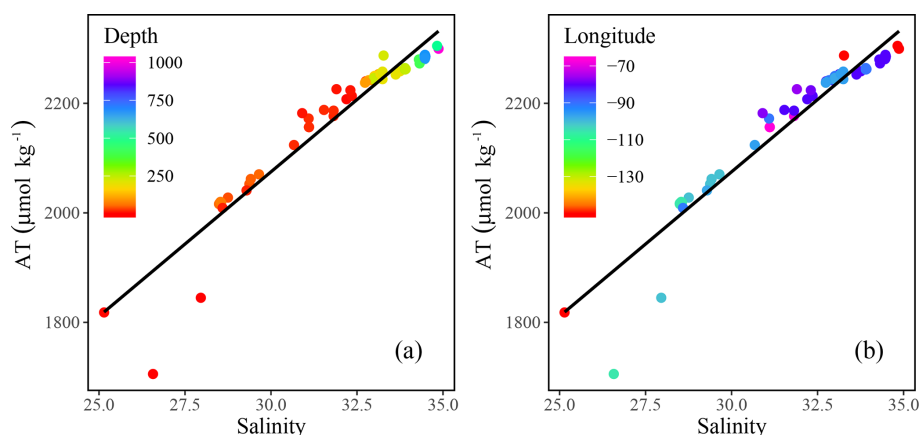 Depth
1000
750
500
250
2200
2000
1800
AT (μmol kg⁻¹)
(a)
25.0 27.5 30.0 32.5 35.0
Salinity
Longitude
−70
−90
−110
−130
2200
2000
1800
AT (μmol kg⁻¹)
(b)
25.0 27.5 30.0 32.5 35.0
Salinity